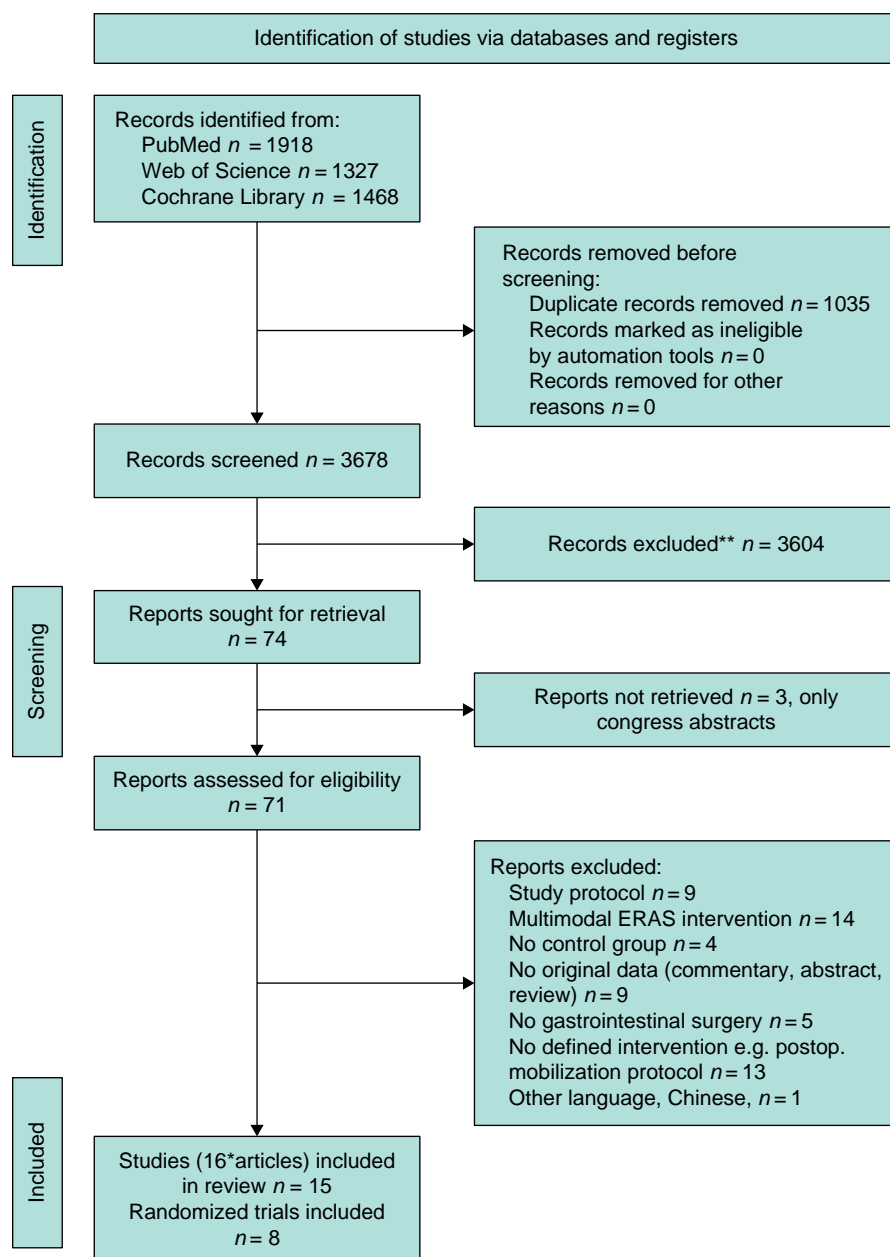 Identification of studies via databases and registers
Identification
Records identified from:
PubMed n = 1918
Web of Science n = 1327
Cochrane Library n = 1468
Records removed before
screening:
Duplicate records removed n = 1035
Records marked as ineligible
by automation tools n = 0
Records removed for other
reasons n = 0
Records screened n = 3678
Records excluded** n = 3604
Screening
Reports sought for retrieval
n = 74
Reports not retrieved n = 3, only
congress abstracts
Reports assessed for eligibility
n = 71
Reports excluded:
Study protocol n = 9
Multimodal ERAS intervention n = 14
No control group n = 4
No original data (commentary, abstract,
review) n = 9
No gastrointestinal surgery n = 5
No defined intervention e.g. postop.
mobilization protocol n = 13
Other language, Chinese, n = 1
Included
Studies (16*articles) included
in review n = 15
Randomized trials included
n = 8